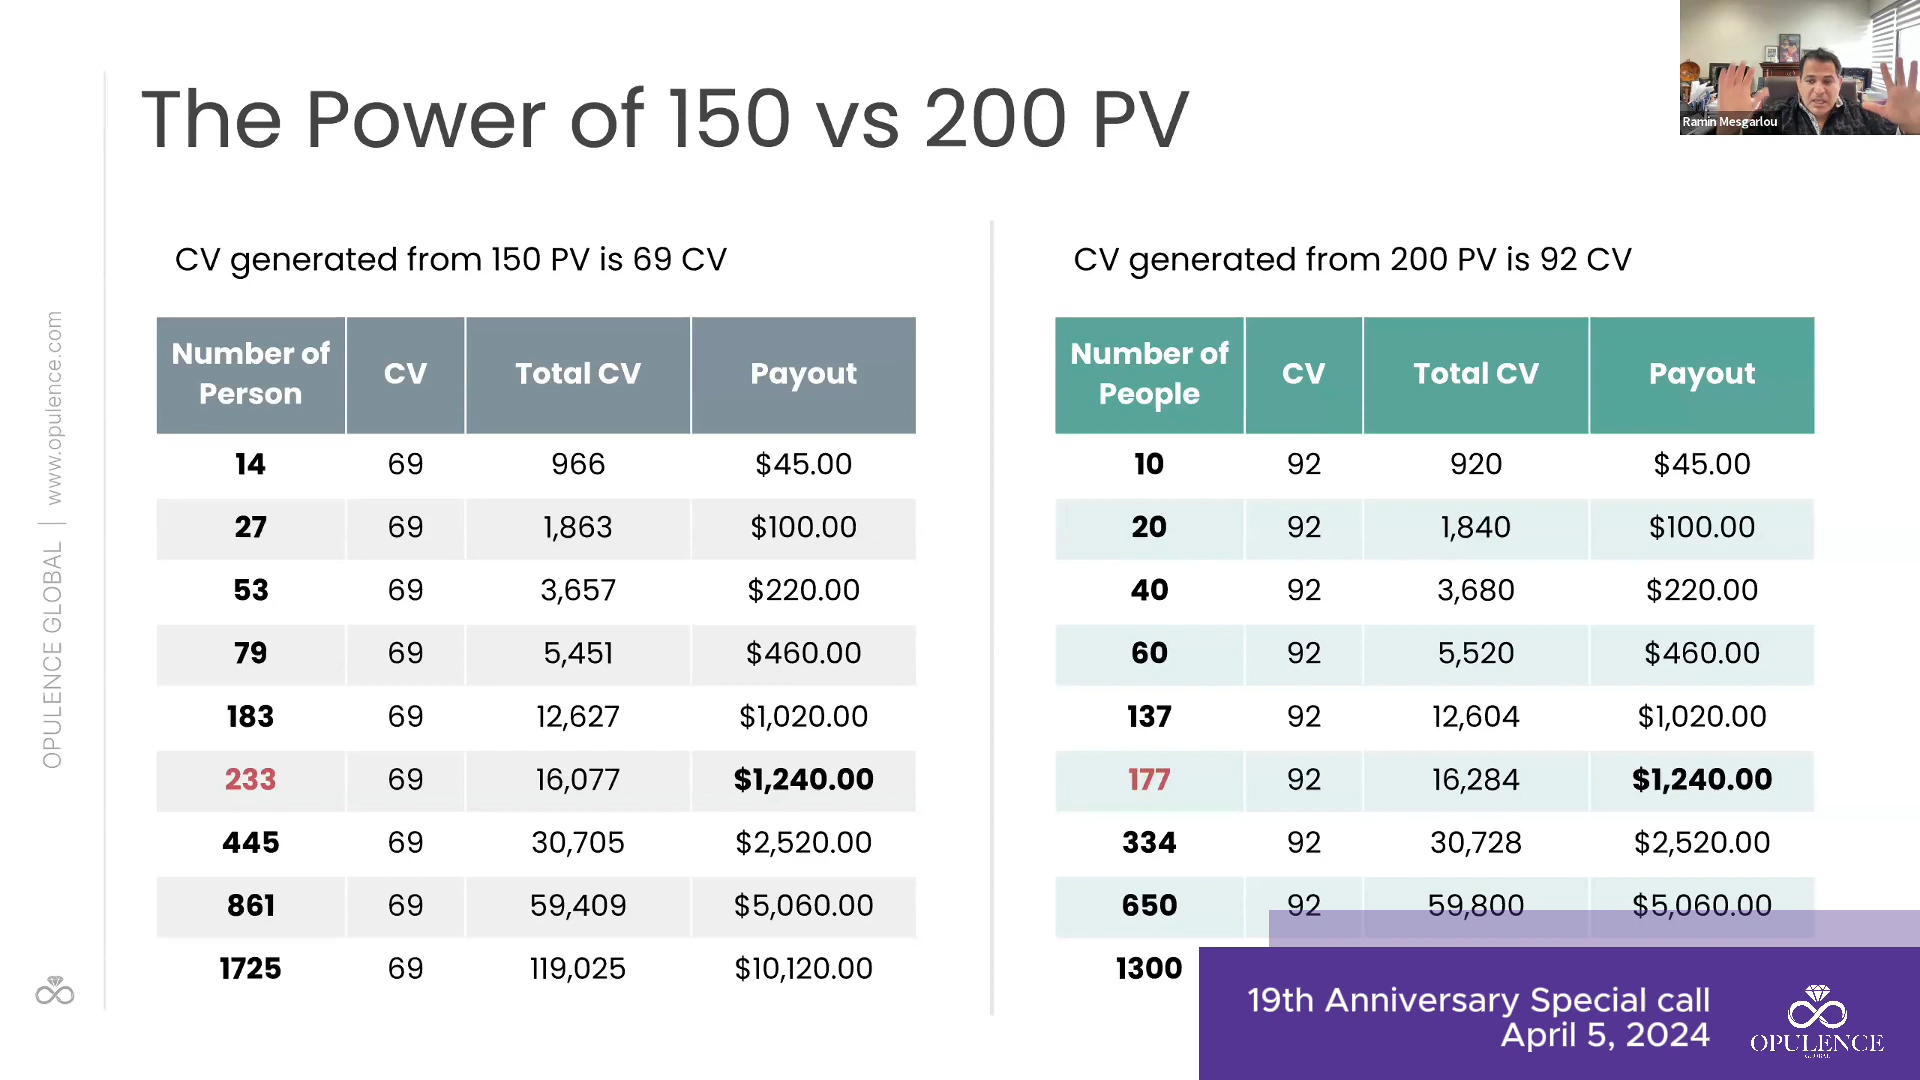 The Power of 150 vs 200 PV
Ramin Mesgarlou
OPULENCE GLOBAL | www.opulence.com
CV generated from 150 PV is 69 CV
Number of Person CV Total CV Payout
14 69 966 $45.00
27 69 1,863 $100.00
53 69 3,657 $220.00
79 69 5,451 $460.00
183 69 12,627 $1,020.00
233 69 16,077 $1,240.00
445 69 30,705 $2,520.00
861 69 59,409 $5,060.00
1725 69 119,025 $10,120.00
CV generated from 200 PV is 92 CV
Number of People CV Total CV Payout
10 92 920 $45.00
20 92 1,840 $100.00
40 92 3,680 $220.00
60 92 5,520 $460.00
137 92 12,604 $1,020.00
177 92 16,284 $1,240.00
334 92 30,728 $2,520.00
650 92 59,800 $5,060.00
1300
19th Anniversary Special call
April 5, 2024
OPULENCE
GLOBAL